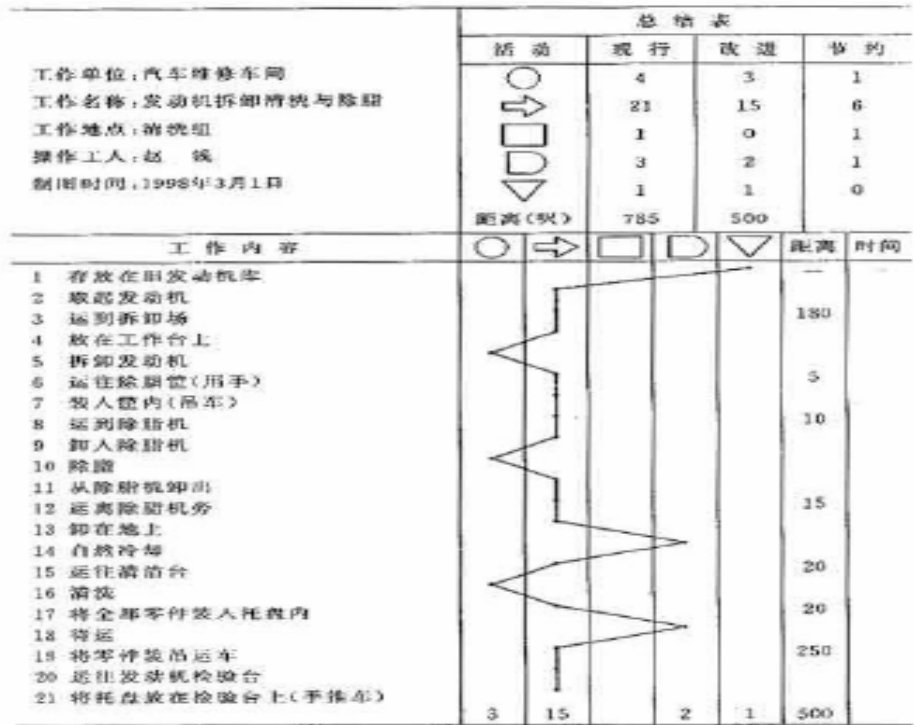 总结表
活动 现行 改进 节约
工作单位：汽车维修车间 4 3 1
工作名称：发动机拆卸清洗与除脂 21 15 6
工作地点：清洗组 1 0 1
操作工人：赵 钱 3 2 1
制图时间：1998年3月1日 1 1 0
距离(呎) 785 500
工作内容 距离 时间
1 存放在旧发动机库 —
2 取起发动机
3 运到拆卸场 180
4 放在工作台上
5 拆卸发动机
6 运往除脂筐(用手) 5
7 装入筐内(吊车)
8 运到除脂机 10
9 卸入除脂机
10 除脂
11 从除脂机卸出
12 运离除脂机旁 15
13 卸在地上
14 自然冷却
15 运往清洁台 20
16 清洗
17 将全部零件装入托盘内 20
18 待运
19 将零件装吊运车 250
20 运往发动机检验台
21 将托盘放在检验台上(手推车)
3 15 2 1 500